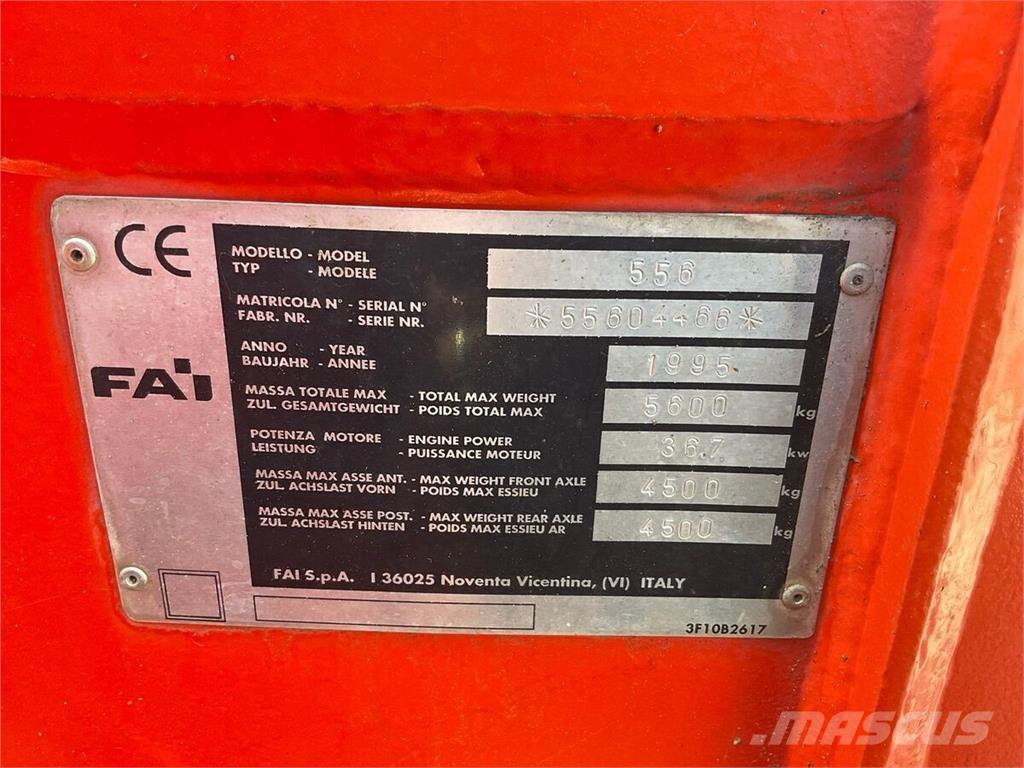 CE
FAI
MODELLO - MODEL 556
TYP - MODELE
MATRICOLA N° - SERIAL N° *55604466*
FABR. NR. - SERIE NR.
ANNO - YEAR 1995
BAUJAHR - ANNEE
MASSA TOTALE MAX - TOTAL MAX WEIGHT 5600 kg
ZUL. GESAMTGEWICHT - POIDS TOTAL MAX
POTENZA MOTORE - ENGINE POWER 36.7 kw
LEISTUNG - PUISSANCE MOTEUR
MASSA MAX ASSE ANT. - MAX WEIGHT FRONT AXLE 4500 kg
ZUL. ACHSLAST VORN - POIDS MAX ESSIEU
MASSA MAX ASSE POST. - MAX WEIGHT REAR AXLE 4500 kg
ZUL. ACHSLAST HINTEN - POIDS MAX ESSIEU AR
FAI S.p.A. I 36025 Noventa Vicentina, (VI) ITALY
3F10B2617
MASCUS